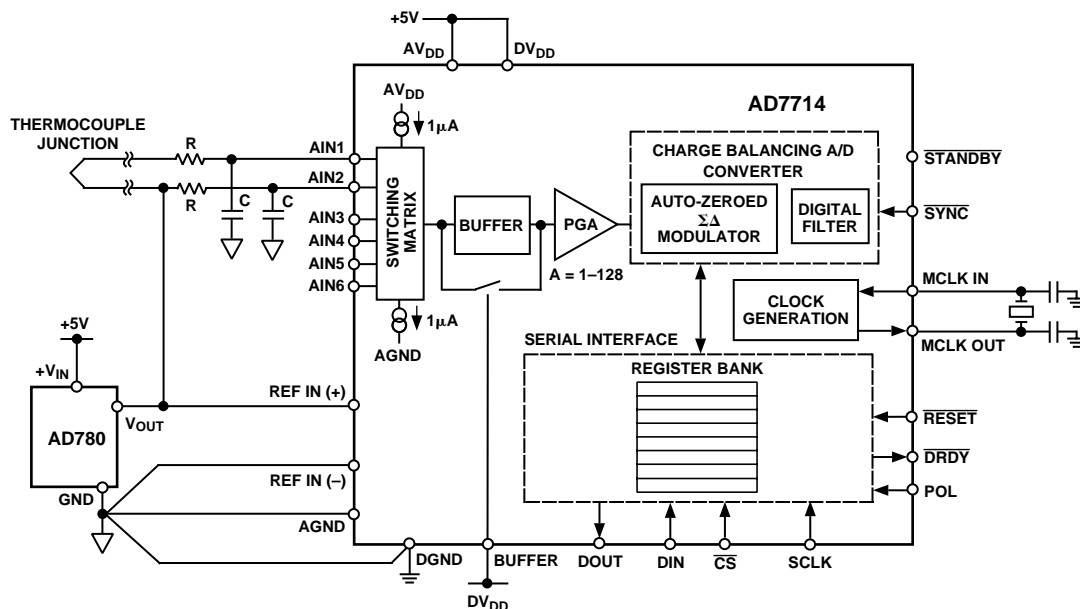 +5V
AVDD
DVDD
AD7714
AVDD
1µA
THERMOCOUPLE
JUNCTION
R
AIN1
AIN2
R
C
C
AIN3
AIN4
AIN5
AIN6
SWITCHING
MATRIX
BUFFER
PGA
A = 1–128
CHARGE BALANCING A/D
CONVERTER
AUTO-ZEROED
ΣΔ
MODULATOR
DIGITAL
FILTER
STANDBY
SYNC
1µA
AGND
CLOCK
GENERATION
MCLK IN
MCLK OUT
SERIAL INTERFACE
REGISTER BANK
+5V
+VIN
AD780
VOUT
GND
REF IN (+)
REF IN (–)
AGND
RESET
DRDY
POL
DGND
BUFFER
DOUT
DIN
CS
SCLK
DVDD